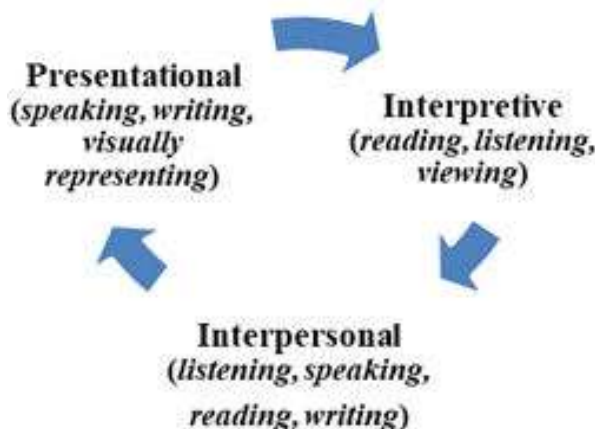 Presentational
(speaking, writing,
visually
representing)
Interpretive
(reading, listening,
viewing)
Interpersonal
(listening, speaking,
reading, writing)